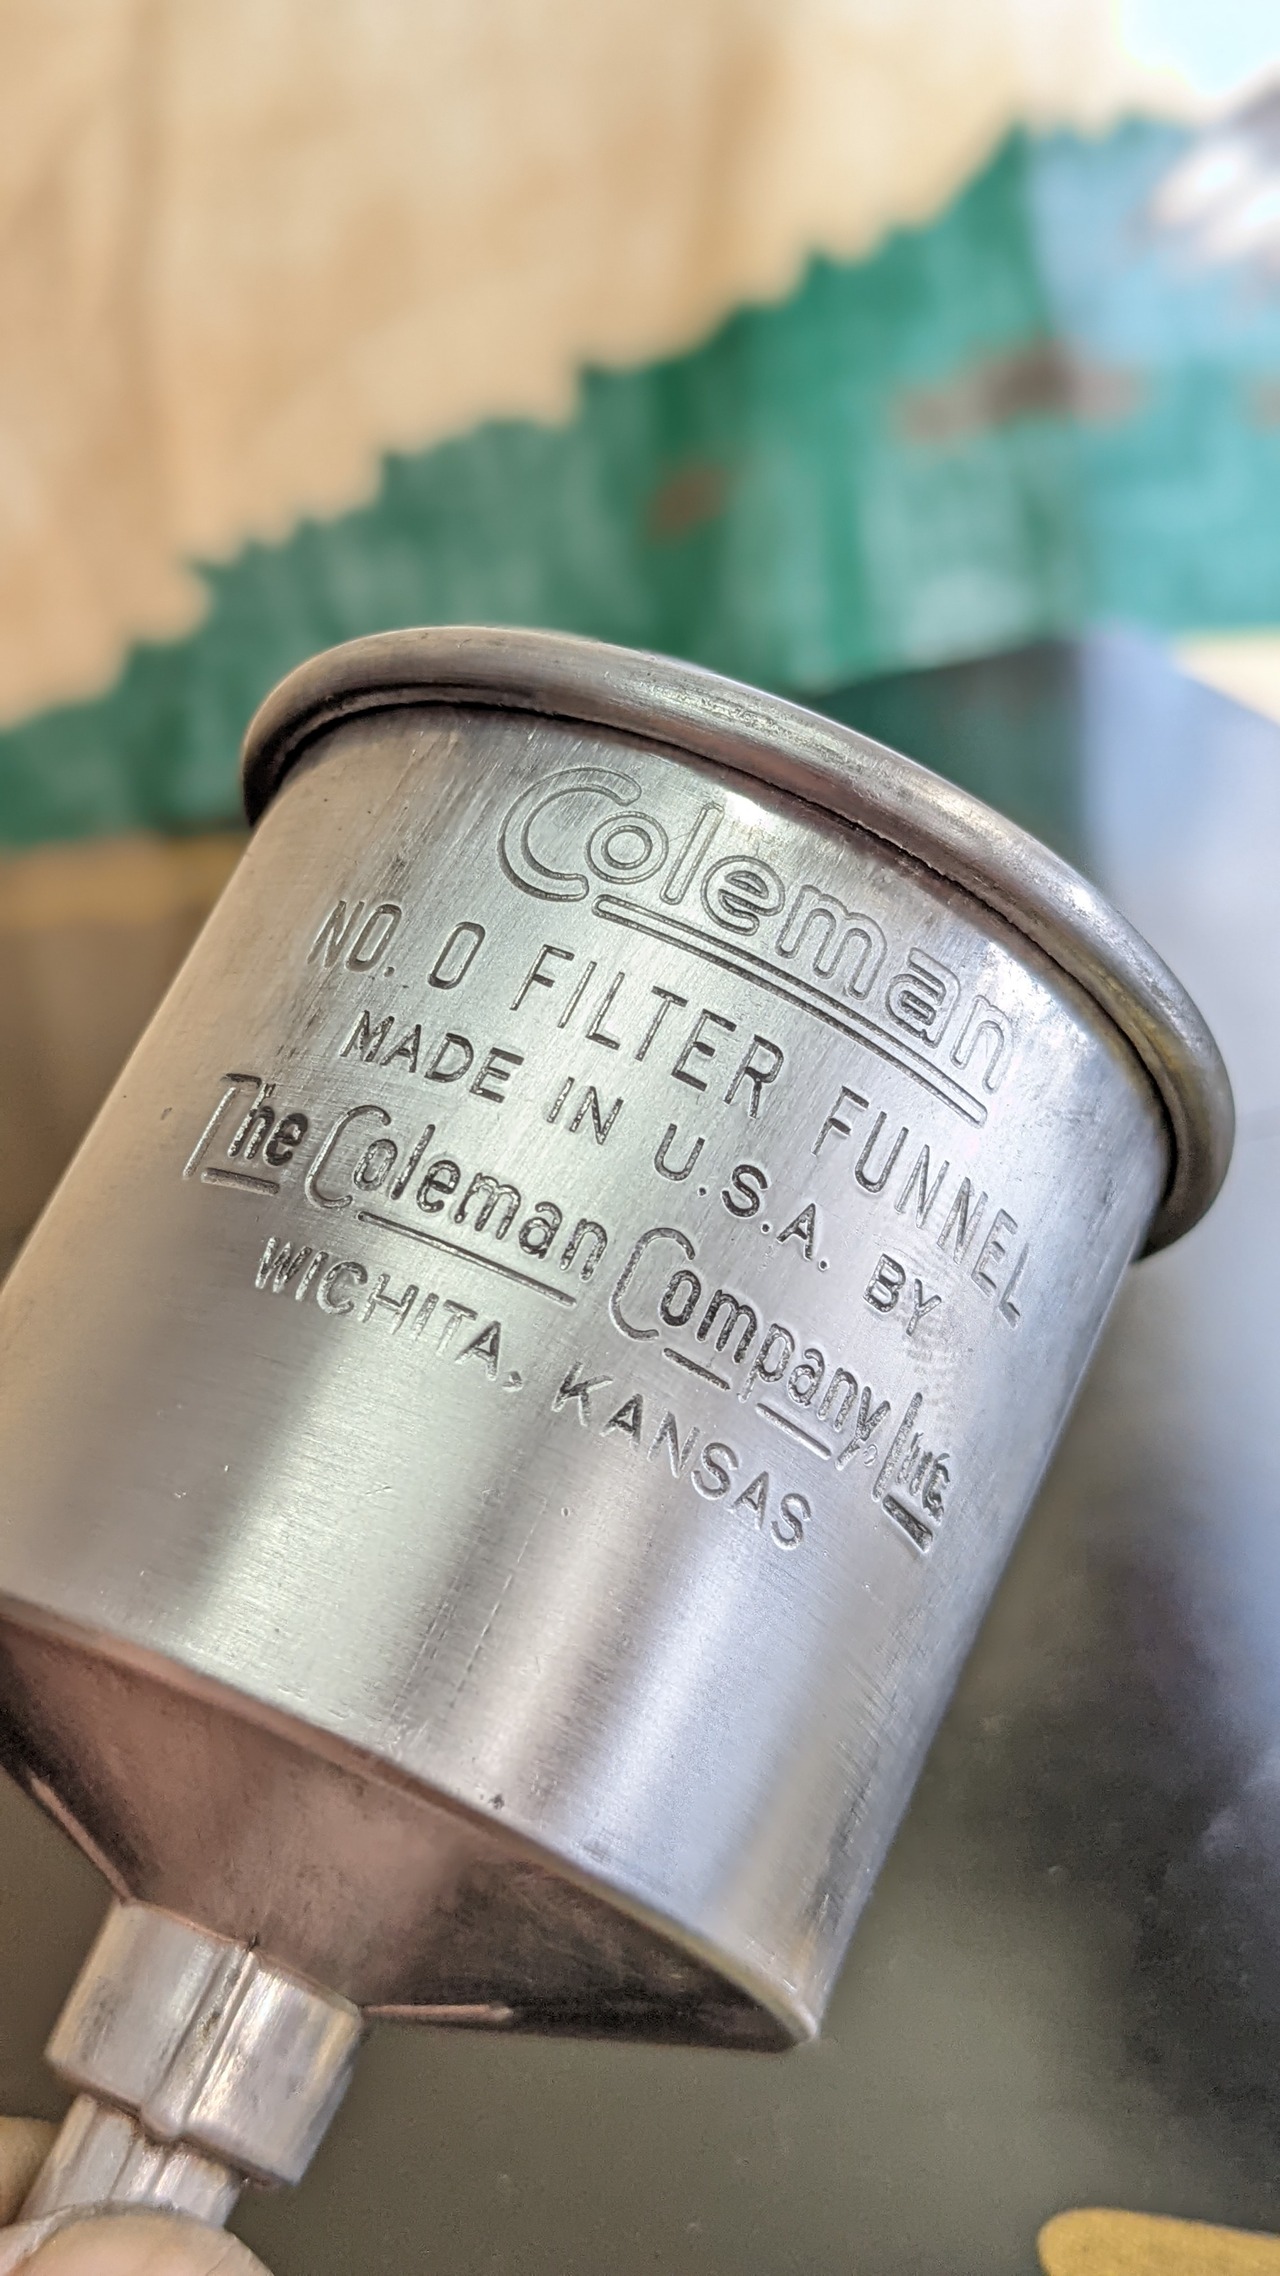 Coleman
NO. 0 FILTER FUNNEL
MADE IN U.S.A. BY
The Coleman Company, Inc.
WICHITA, KANSAS